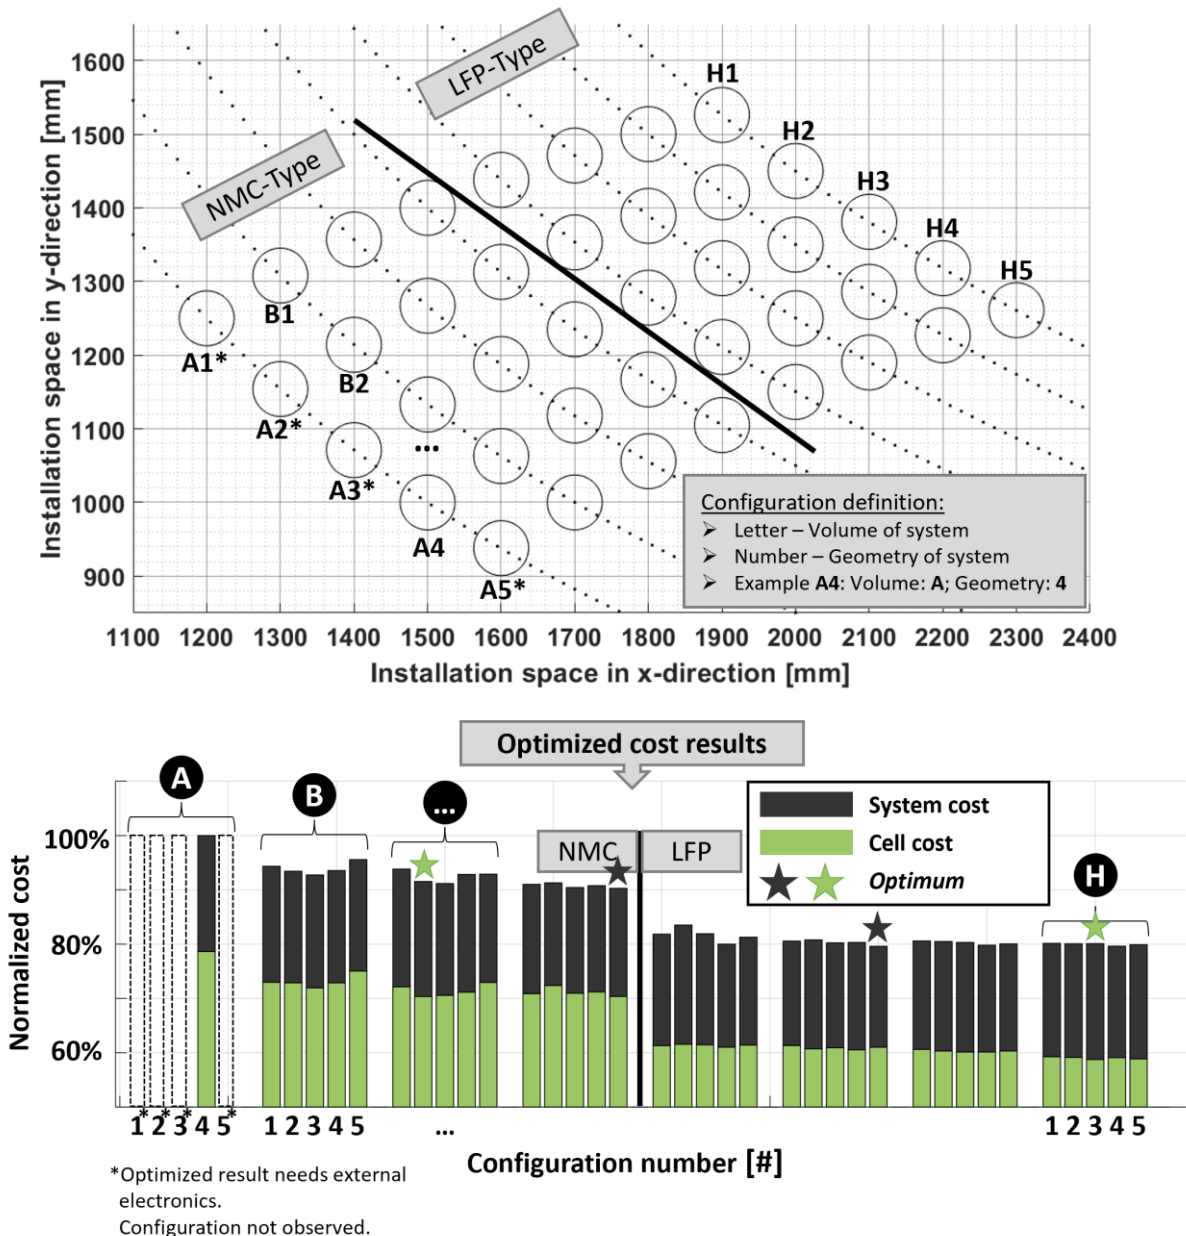 Installation space in y-direction [mm]
1600
1500
1400
1300
1200
1100
1000
900
NMC-Type
LFP-Type
H1
H2
H3
H4
H5
B1
A1*
B2
A2*
...
A3*
A4
A5*
Configuration definition:
➢ Letter – Volume of system
➢ Number – Geometry of system
➢ Example A4: Volume: A; Geometry: 4
1100 1200 1300 1400 1500 1600 1700 1800 1900 2000 2100 2200 2300 2400
Installation space in x-direction [mm]
Optimized cost results
A
B
...
H
NMC
LFP
System cost
Cell cost
Optimum
Normalized cost
100%
80%
60%
1* 2* 3* 4 5*
1 2 3 4 5
...
1 2 3 4 5
Configuration number [#]
*Optimized result needs external
electronics.
Configuration not observed.